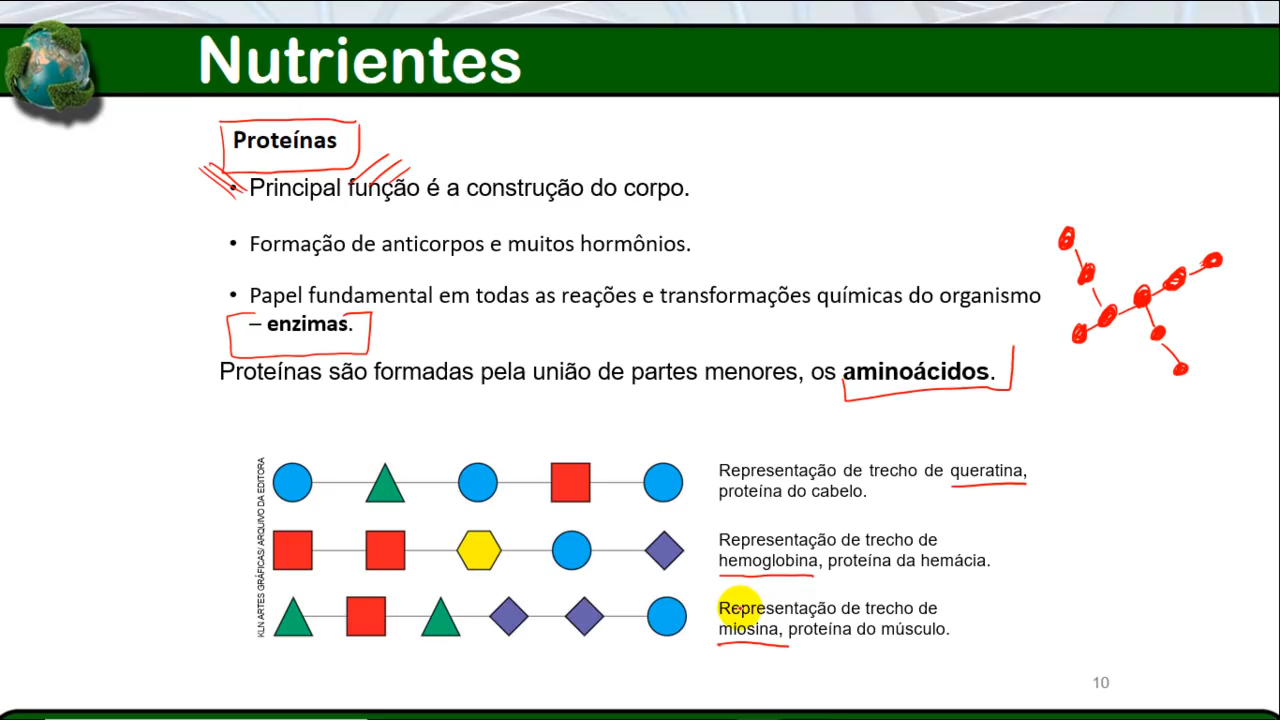 Nutrientes
Proteínas
• Principal função é a construção do corpo.
• Formação de anticorpos e muitos hormônios.
• Papel fundamental em todas as reações e transformações químicas do organismo
– enzimas.
Proteínas são formadas pela união de partes menores, os aminoácidos.
KLN ARTES GRÁFICAS/ ARQUIVO DA EDITORA
Representação de trecho de queratina,
proteína do cabelo.
Representação de trecho de
hemoglobina, proteína da hemácia.
Representação de trecho de
miosina, proteína do músculo.
10